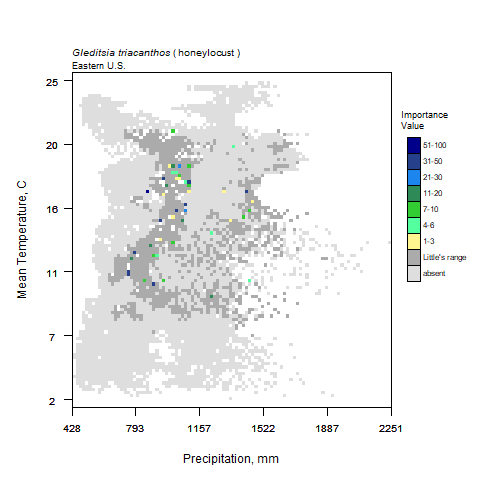 Gleditsia triacanthos ( honeylocust )
Eastern U.S.
25
20
16
11
7
2
Mean Temperature, C
428 793 1157 1522 1887 2251
Precipitation, mm
Importance
Value
51-100
31-50
21-30
11-20
7-10
4-6
1-3
Little's range
absent